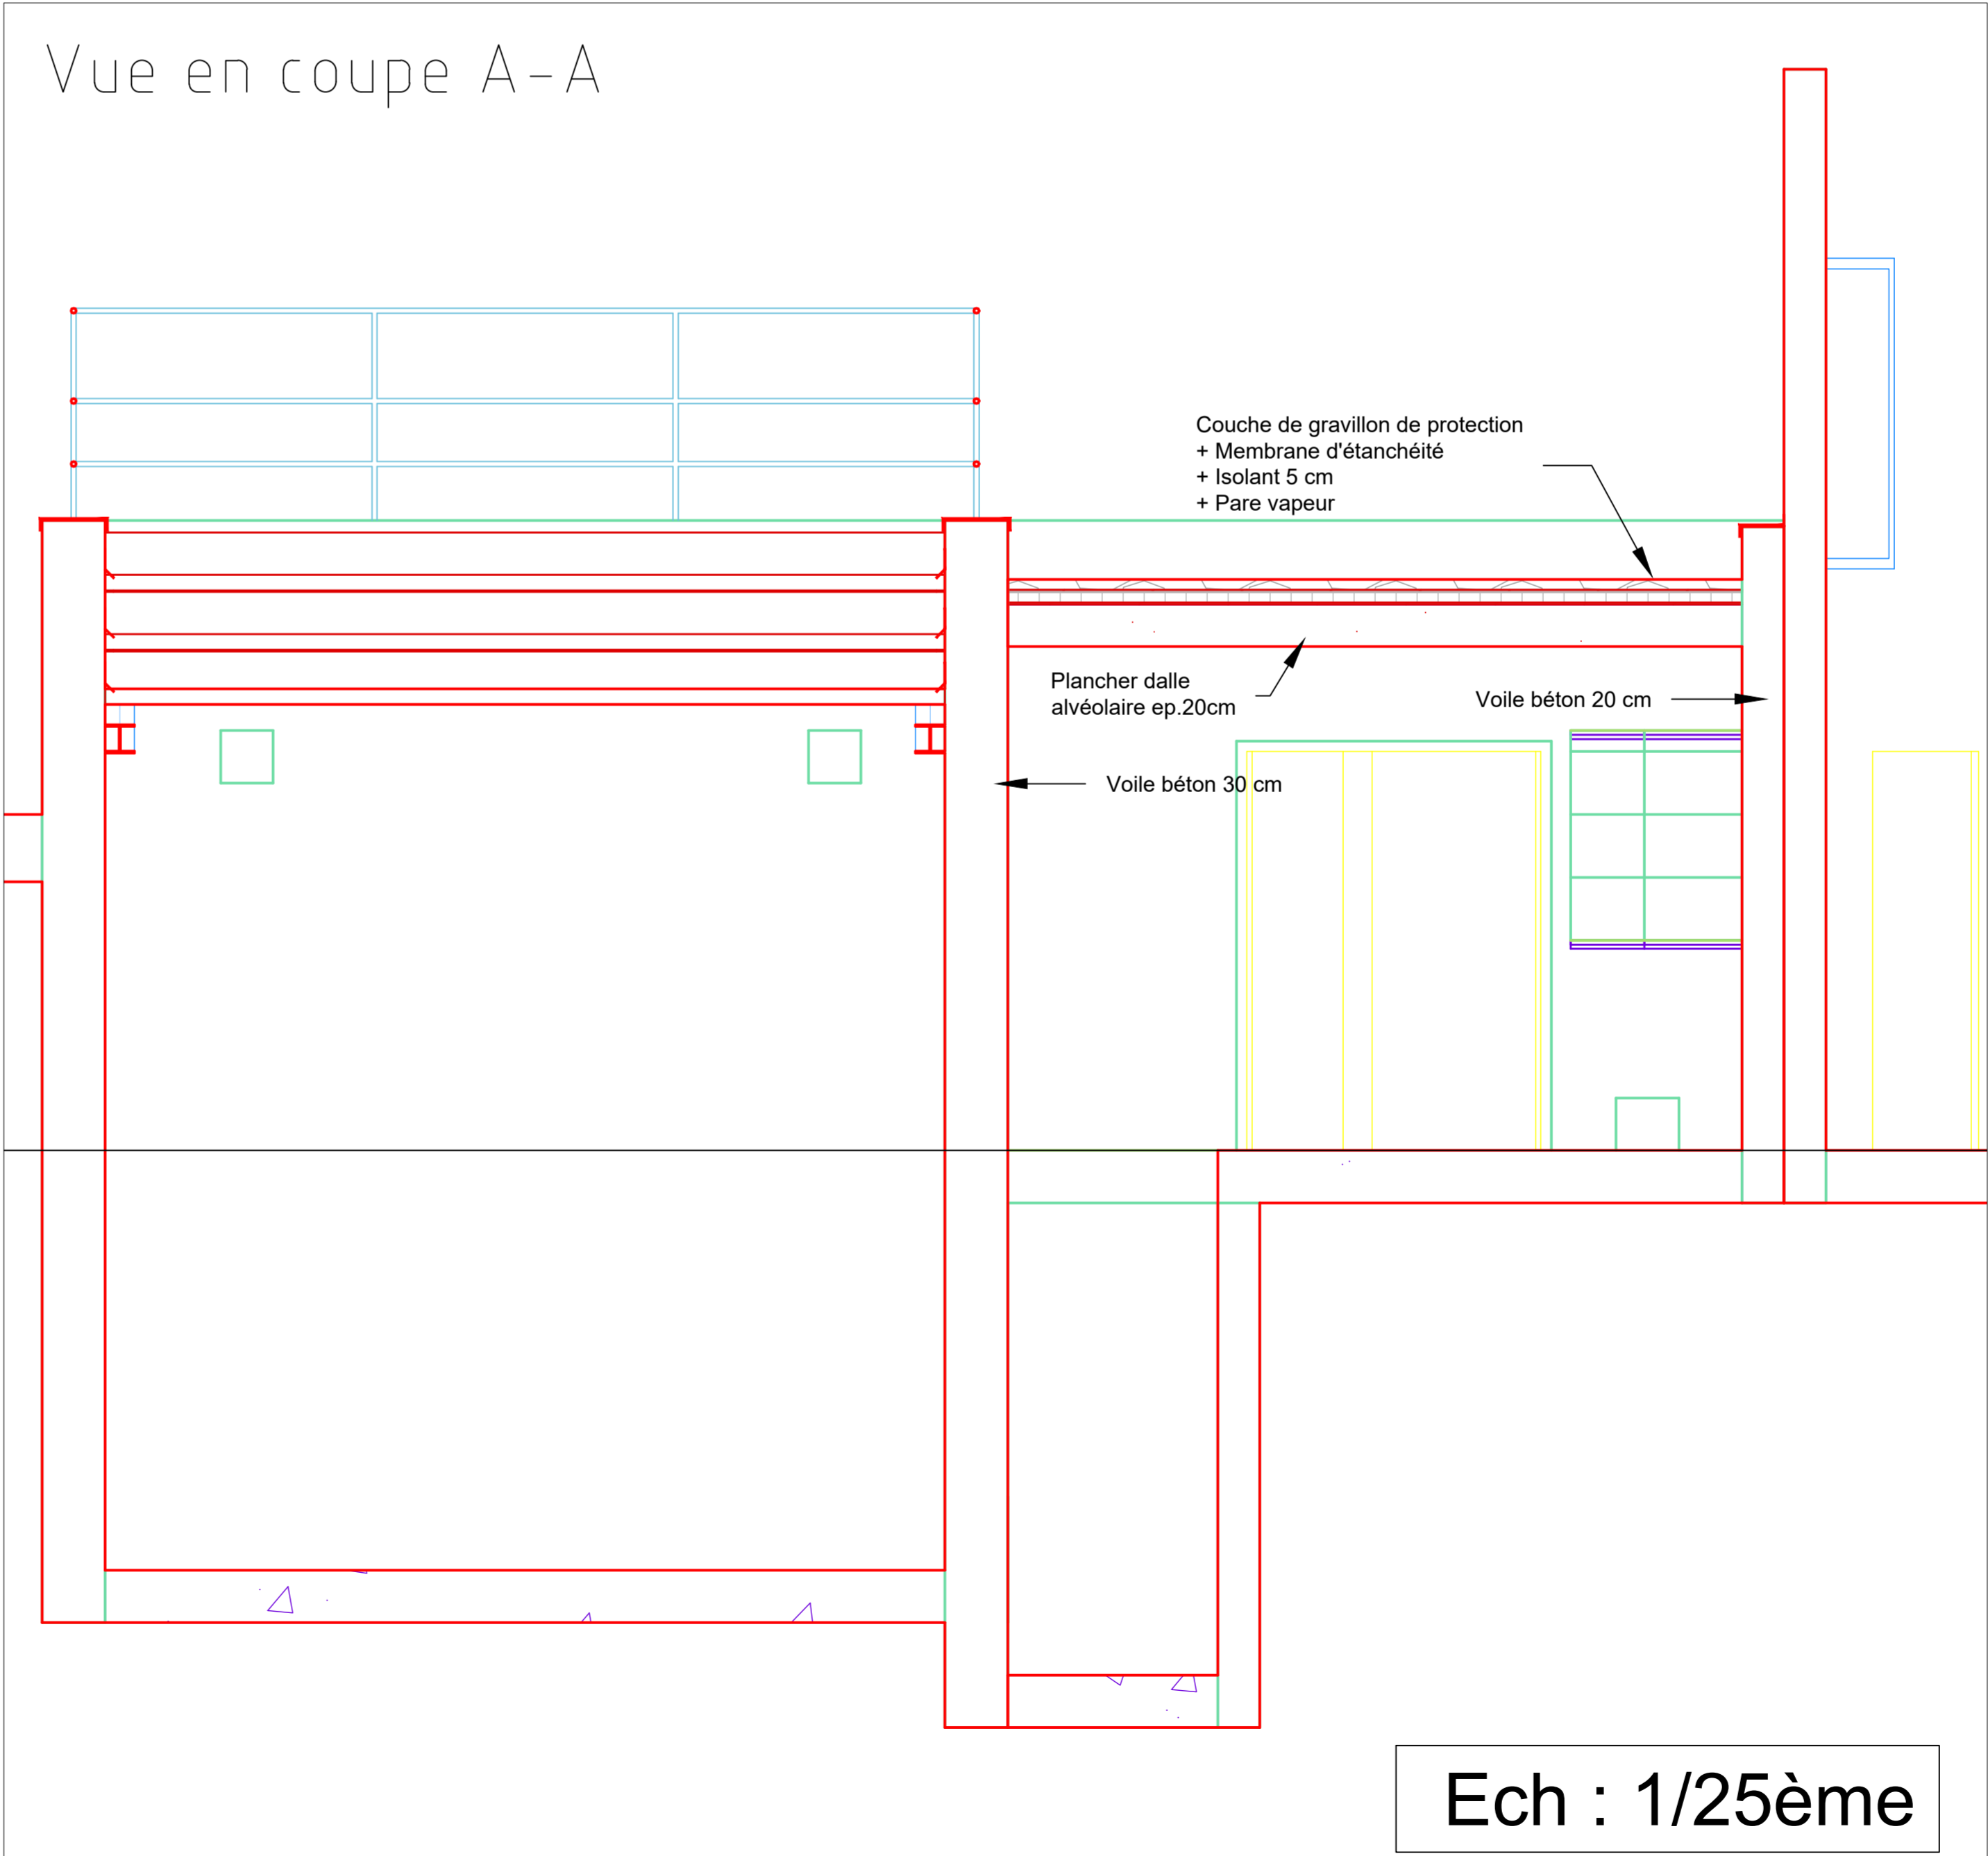 Vue en coupe A-A
Couche de gravillon de protection
+ Membrane d'étanchéité
+ Isolant 5 cm
+ Pare vapeur
Plancher dalle
alvéolaire ep.20cm
Voile béton 20 cm
Voile béton 30 cm
Ech : 1/25ème